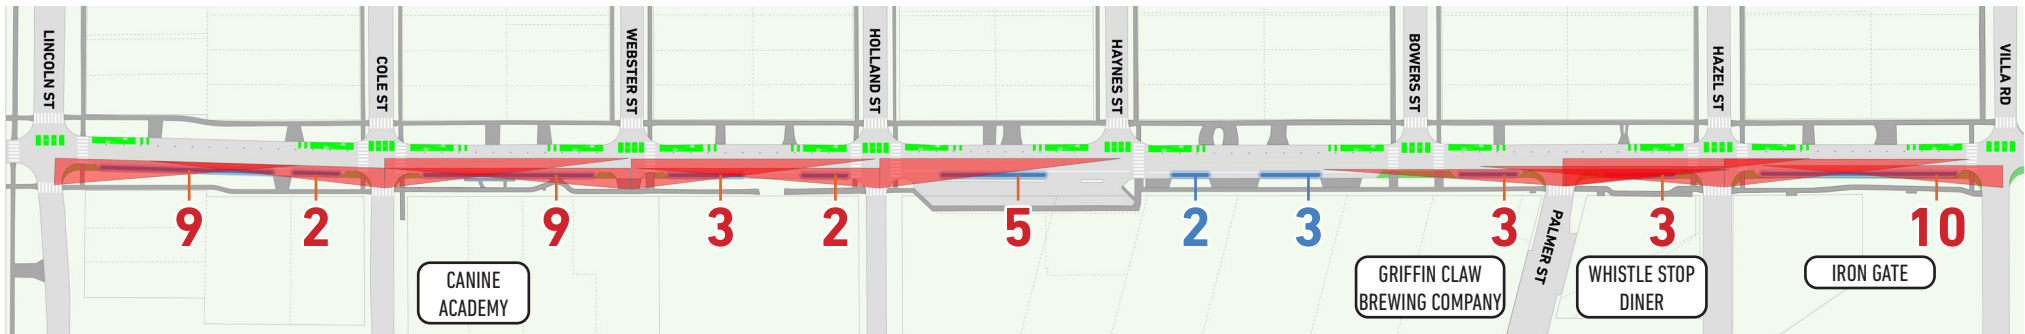 LINCOLN ST
COLE ST
WEBSTER ST
HOLLAND ST
HAYNES ST
BOWERS ST
HAZEL ST
VILLA RD
9
2
9
3
2
5
2
3
3
3
10
PALMER ST
CANINE
ACADEMY
GRIFFIN CLAW
BREWING COMPANY
WHISTLE STOP
DINER
IRON GATE